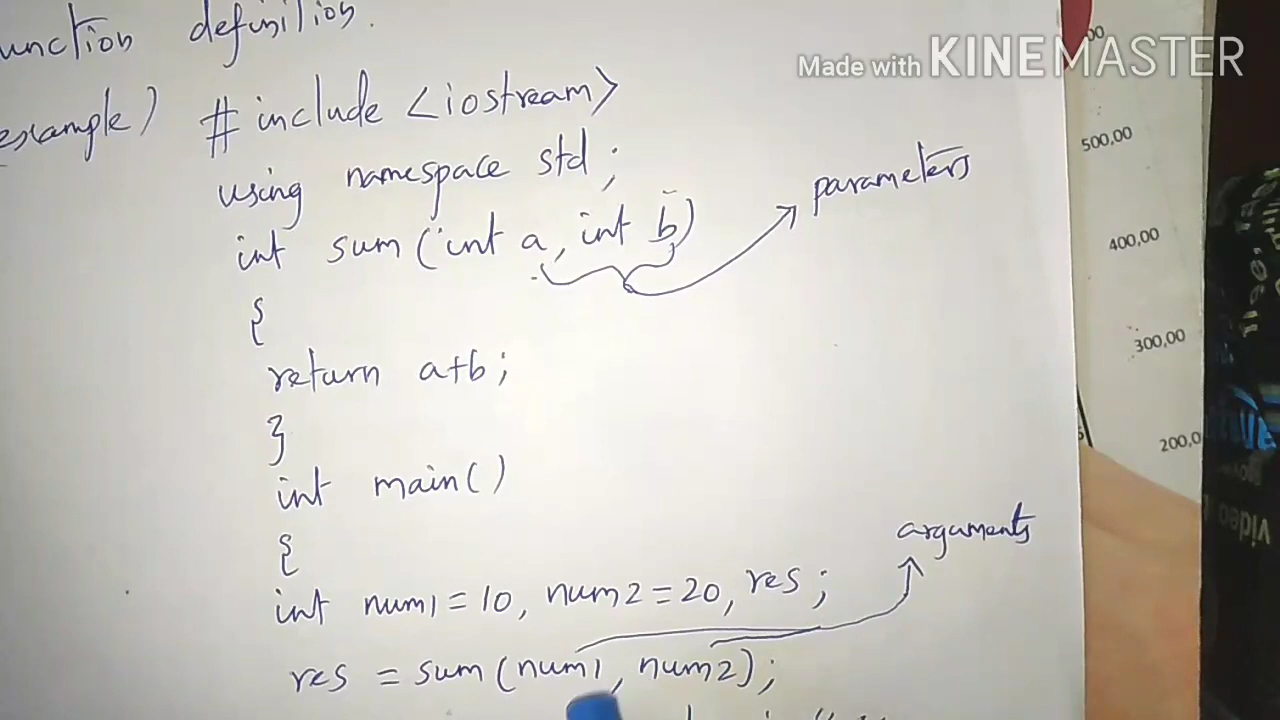 Made with KINEMASTER
unction definition.
example) # include <iostream>
using namespace std ;
parameters
int sum (int a, int b)
{
return a+b ;
}
int main()
{
arguments
int num1 = 10, num2 = 20, res ;
res = sum (num1, num2) ;
500,00
400,00
300,00
200,0
video